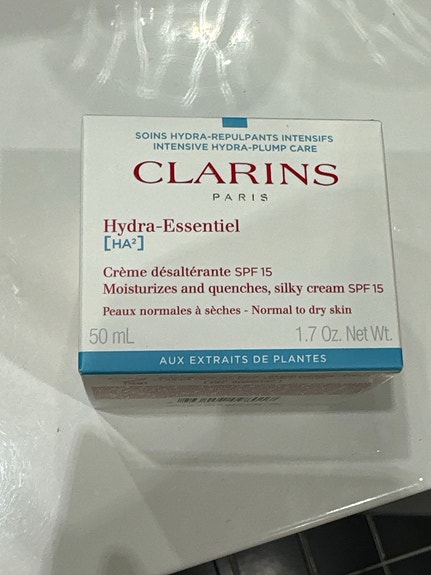 SOINS HYDRA-REPULPANTS INTENSIFS
INTENSIVE HYDRA-PLUMP CARE
CLARINS
PARIS
Hydra-Essentiel
[HA²]
Crème désaltérante SPF 15
Moisturizes and quenches, silky cream SPF 15
Peaux normales à sèches - Normal to dry skin
50 mL 1.7 Oz. Net Wt.
AUX EXTRAITS DE PLANTES